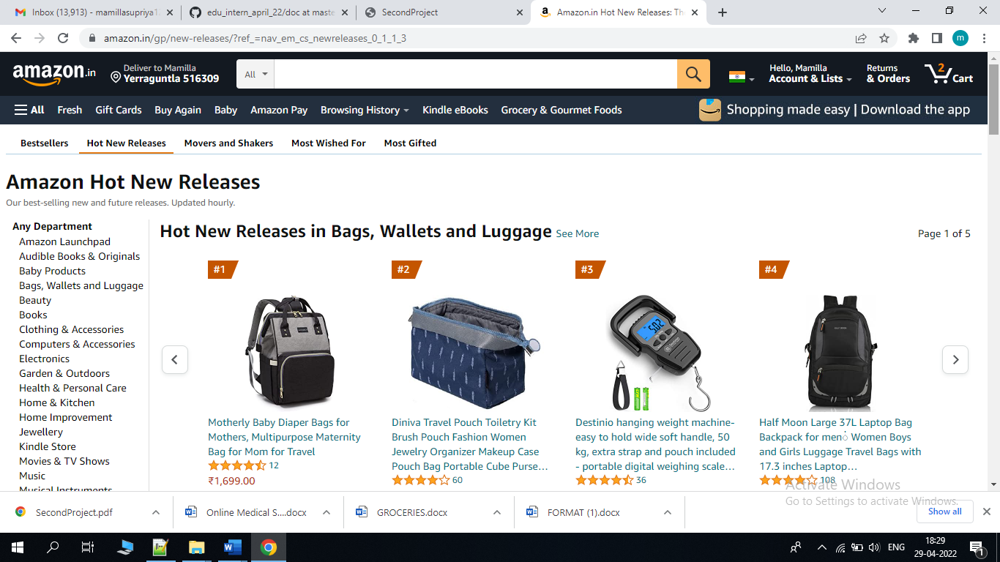 Inbox (13,913) - mamillasupriya1
edu_intern_april_22/doc at maste
SecondProject
Amazon.in Hot New Releases: Th
amazon.in/gp/new-releases/?ref_=nav_em_cs_newreleases_0_1_1_3
m
amazon.in
Deliver to Mamilla
Yerraguntla 516309
All
Hello, Mamilla
Account & Lists
Returns
& Orders
2
Cart
All Fresh Gift Cards Buy Again Baby Amazon Pay Browsing History Kindle eBooks Grocery & Gourmet Foods
Shopping made easy | Download the app
Bestsellers Hot New Releases Movers and Shakers Most Wished For Most Gifted
Amazon Hot New Releases
Our best-selling new and future releases. Updated hourly.
Any Department
Amazon Launchpad
Audible Books & Originals
Baby Products
Bags, Wallets and Luggage
Beauty
Books
Clothing & Accessories
Computers & Accessories
Electronics
Garden & Outdoors
Health & Personal Care
Home & Kitchen
Home Improvement
Jewellery
Kindle Store
Movies & TV Shows
Music
Musical Instruments
Hot New Releases in Bags, Wallets and Luggage See More
Page 1 of 5
#1
Motherly Baby Diaper Bags for
Mothers, Multipurpose Maternity
Bag for Mom for Travel
12
₹1,699.00
#2
Diniva Travel Pouch Toiletry Kit
Brush Pouch Fashion Women
Jewelry Organizer Makeup Case
Pouch Bag Portable Cube Purse…
60
#3
Destinio hanging weight machine-
easy to hold wide soft handle, 50
kg, extra strap and pouch included
- portable digital weighing scale…
36
#4
Half Moon Large 37L Laptop Bag
Backpack for men Women Boys
and Girls Luggage Travel Bags with
17.3 inches Laptop…
108
Activate Windows
Go to Settings to activate Windows.
SecondProject.pdf
Online Medical S....docx
GROCERIES.docx
FORMAT (1).docx
Show all
ENG
18:29
29-04-2022
1